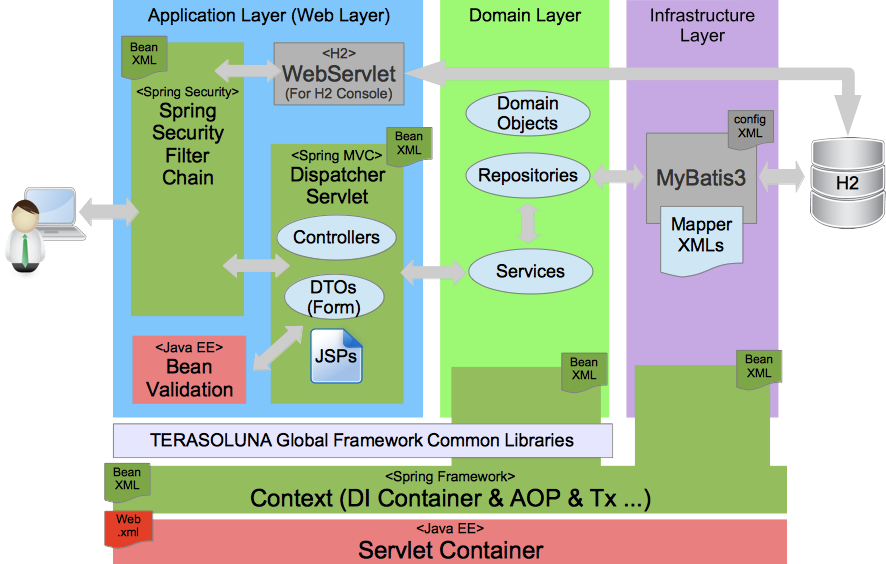 Application Layer (Web Layer)
Domain Layer
Infrastucture
Layer
Bean
XML
<Spring Security>
Spring
Security
Filter
Chain
<H2>
WebServlet
(For H2 Console)
Bean
XML
<Spring MVC>
Dispatcher
Servlet
Controllers
DTOs
(Form)
JSPs
<Java EE>
Bean
Validation
Domain
Objects
Repositories
Services
Bean
XML
config
XML
MyBatis3
Mapper
XMLs
H2
Bean
XML
TERASOLUNA Global Framework Common Libraries
Bean
XML
<Spring Framework>
Context (DI Container & AOP & Tx ...)
Web
.xml
<Java EE>
Servlet Container